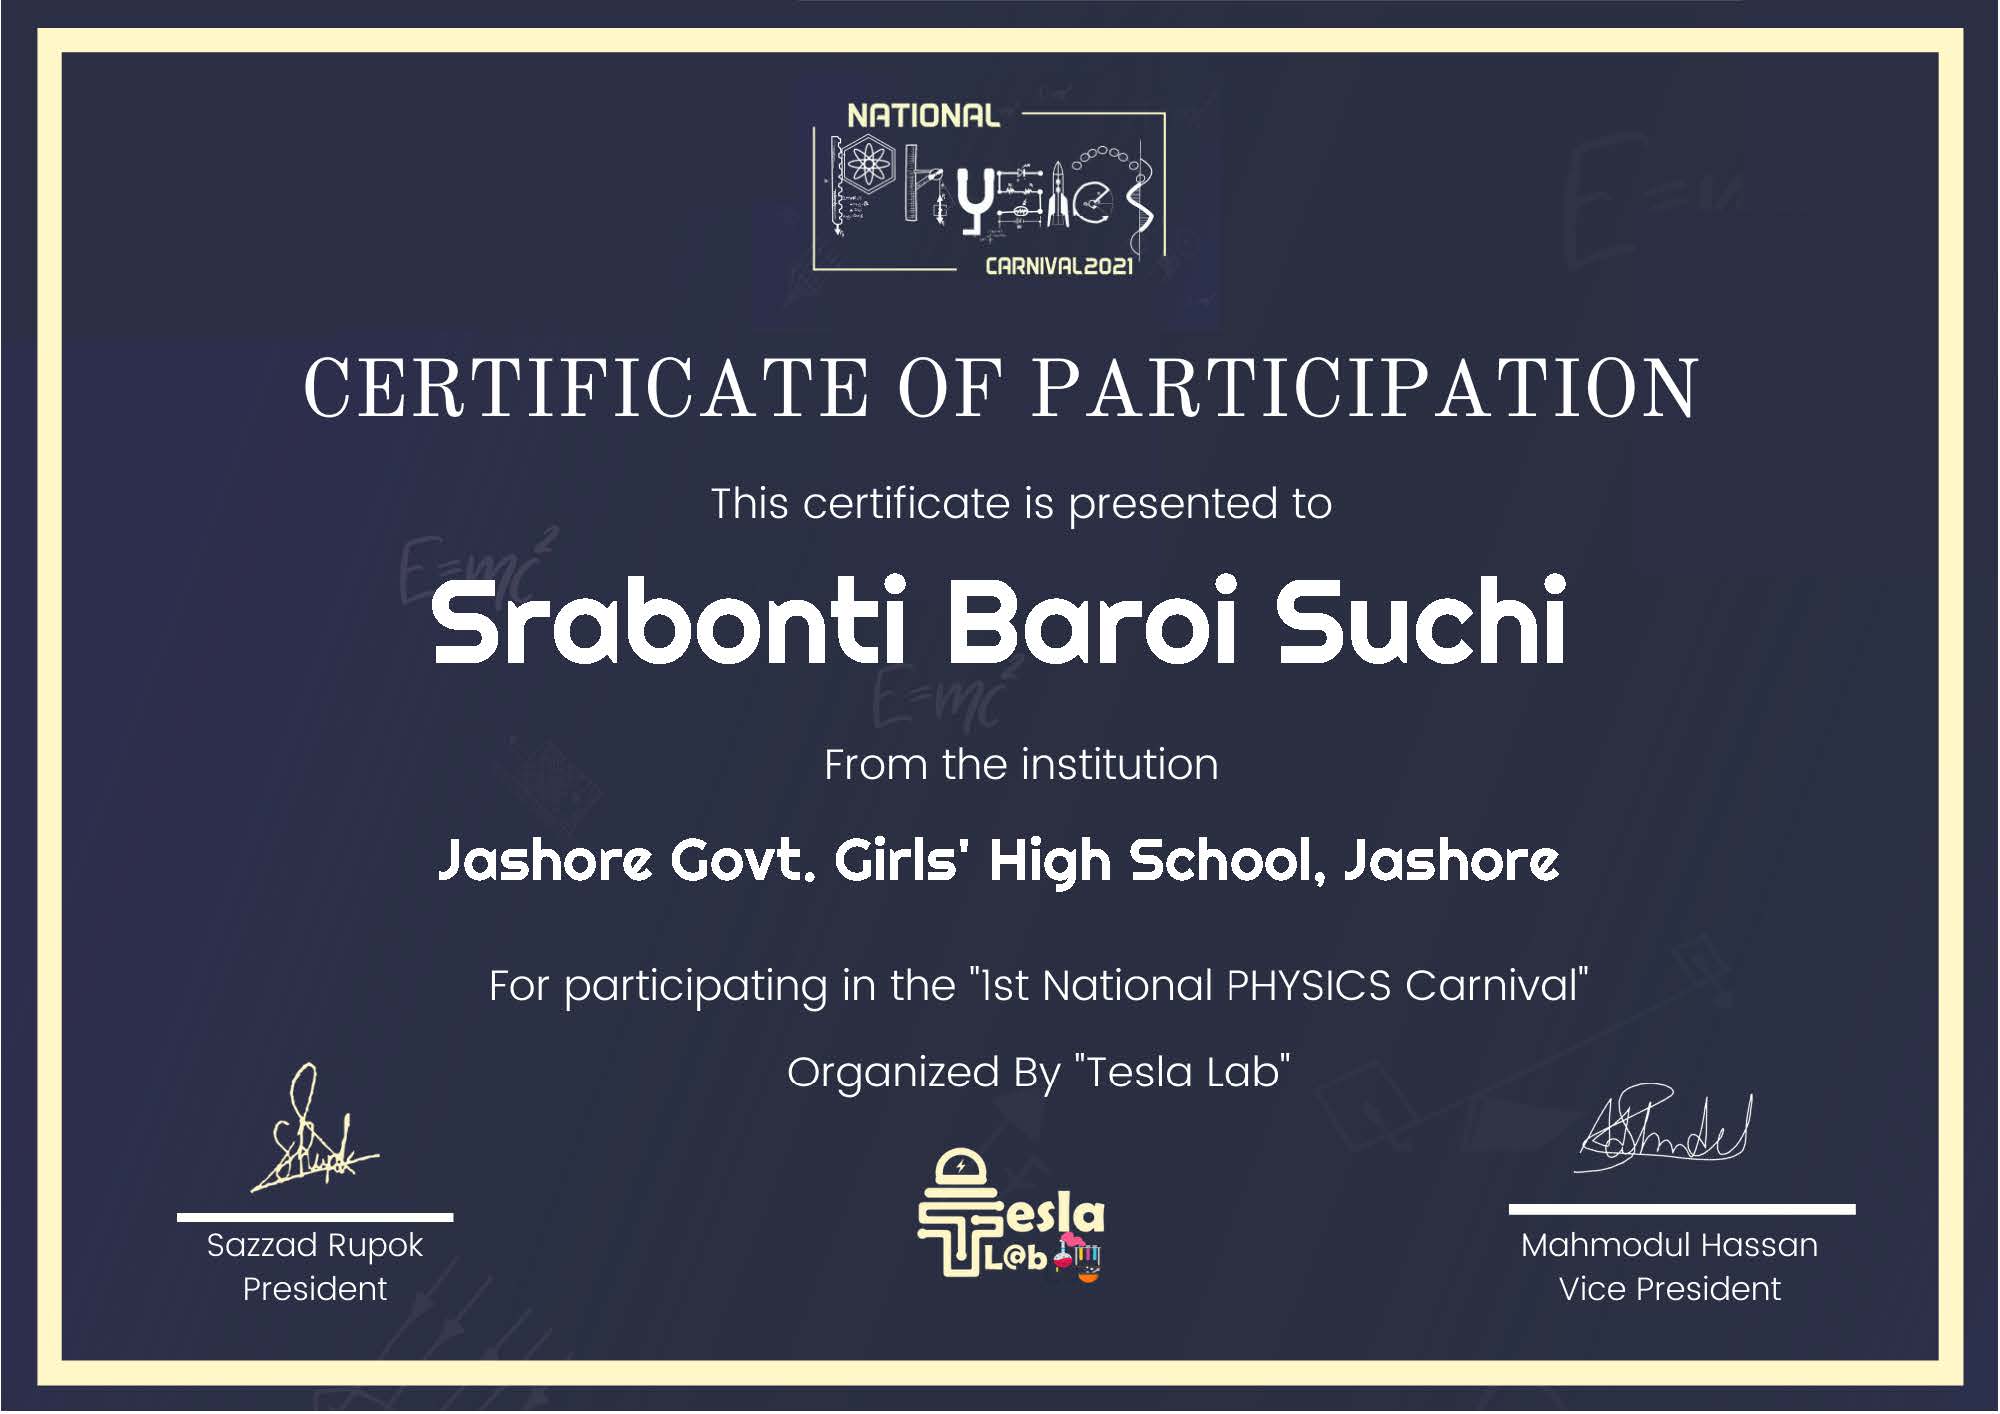 NATIONAL
Physics
CARNIVAL2021
CERTIFICATE OF PARTICIPATION
This certificate is presented to
E=mc²
Srabonti Baroi Suchi
E=mc²
From the institution
Jashore Govt. Girls' High School, Jashore
For participating in the "1st National PHYSICS Carnival"
Organized By "Tesla Lab"
Tesla
L@b
Sazzad Rupok
President
Mahmodul Hassan
Vice President